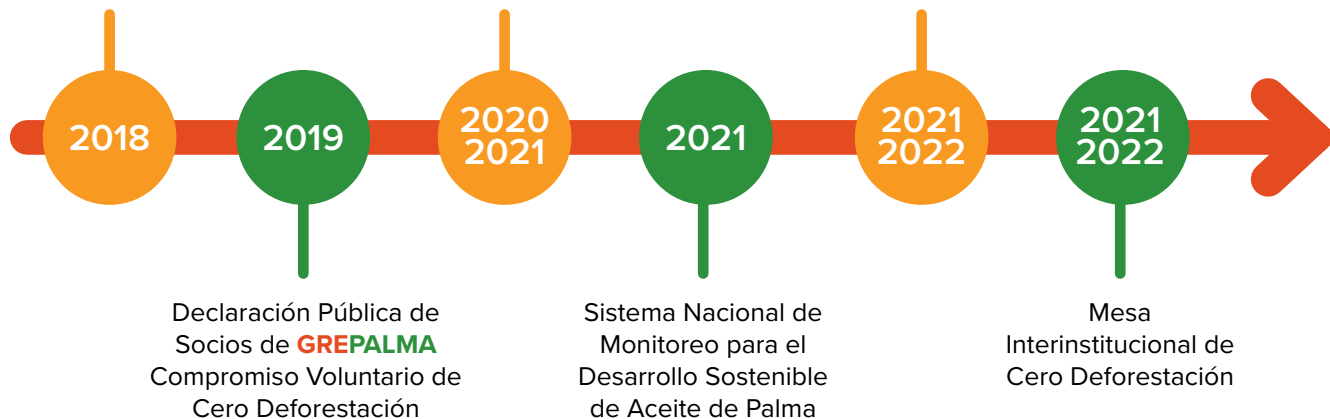 2018
2019
2020
2021
2021
2021
2022
2021
2022
Declaración Pública de
Socios de GREPALMA
Compromiso Voluntario de
Cero Deforestación
Sistema Nacional de
Monitoreo para el
Desarrollo Sostenible
de Aceite de Palma
Mesa
Interinstitucional de
Cero Deforestación